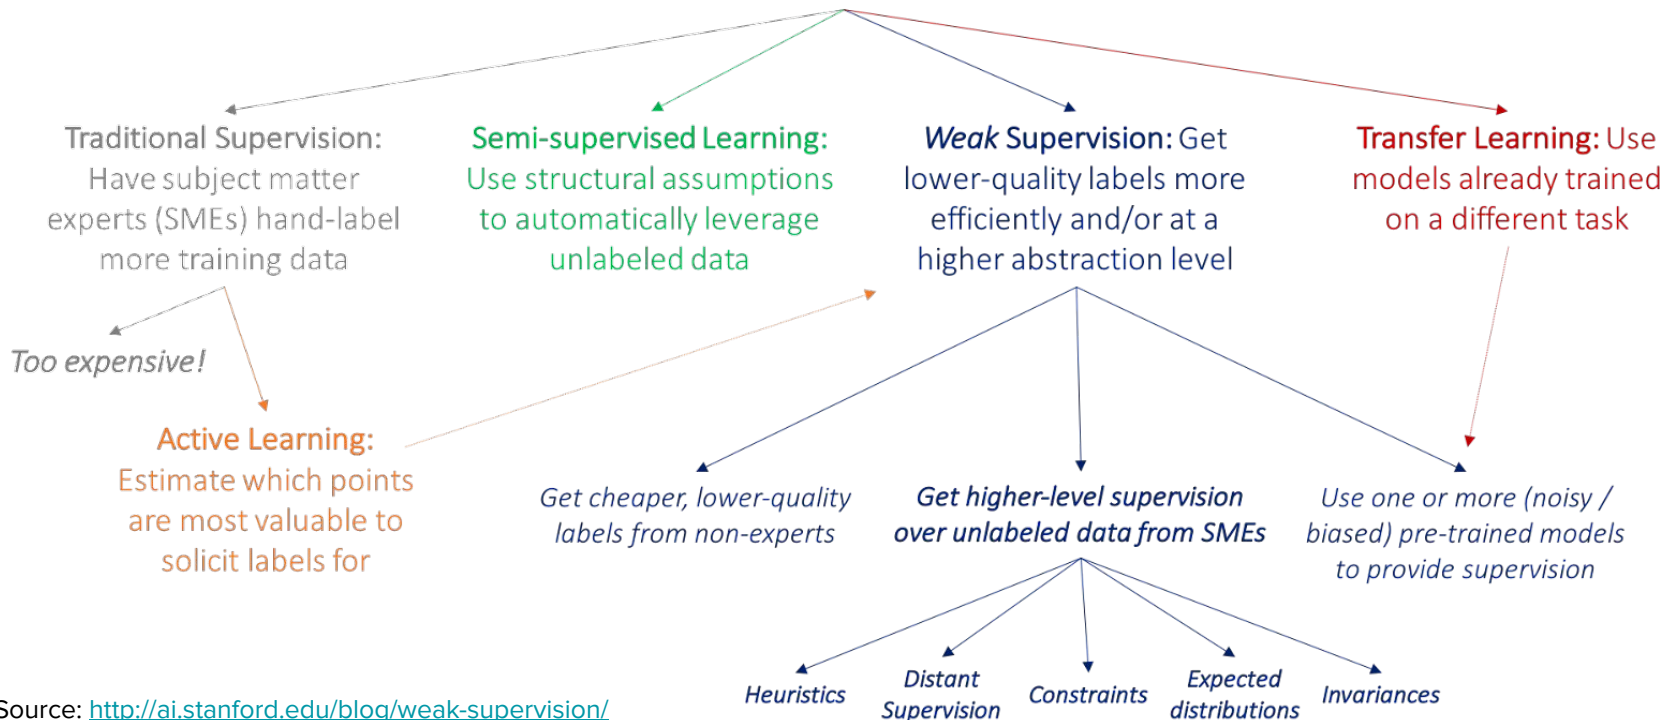 Traditional Supervision:
Have subject matter
experts (SMEs) hand-label
more training data
Semi-supervised Learning:
Use structural assumptions
to automatically leverage
unlabeled data
Weak Supervision: Get
lower-quality labels more
efficiently and/or at a
higher abstraction level
Transfer Learning: Use
models already trained
on a different task
Too expensive!
Active Learning:
Estimate which points
are most valuable to
solicit labels for
Get cheaper, lower-quality
labels from non-experts
Get higher-level supervision
over unlabeled data from SMEs
Use one or more (noisy /
biased) pre-trained models
to provide supervision
Heuristics
Distant
Supervision
Constraints
Expected
distributions
Invariances
Source: http://ai.stanford.edu/blog/weak-supervision/